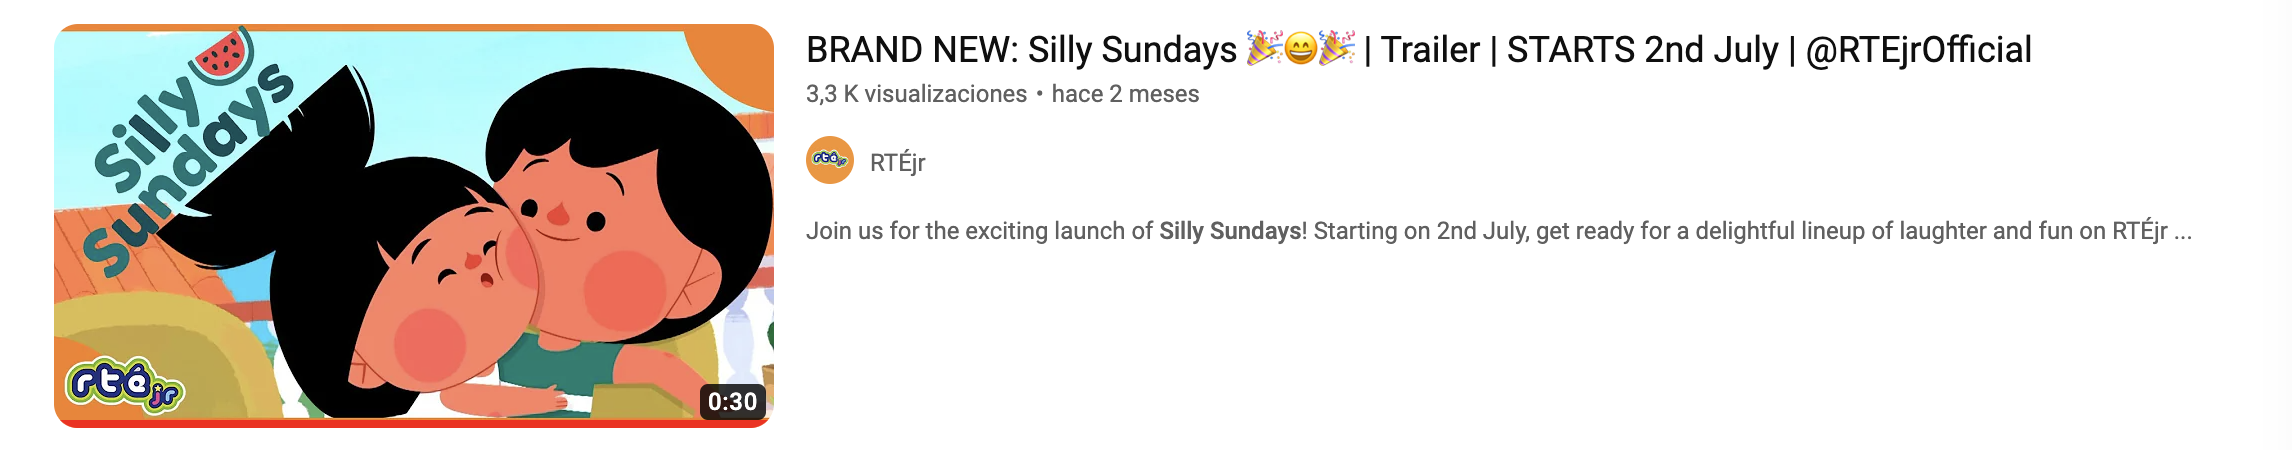 Silly
Sundays
rté jr
0:30
BRAND NEW: Silly Sundays 🎉😄🎉 | Trailer | STARTS 2nd July | @RTEjrOfficial
3,3 K visualizaciones • hace 2 meses
rtéjr
RTÉjr
Join us for the exciting launch of Silly Sundays! Starting on 2nd July, get ready for a delightful lineup of laughter and fun on RTÉjr ...